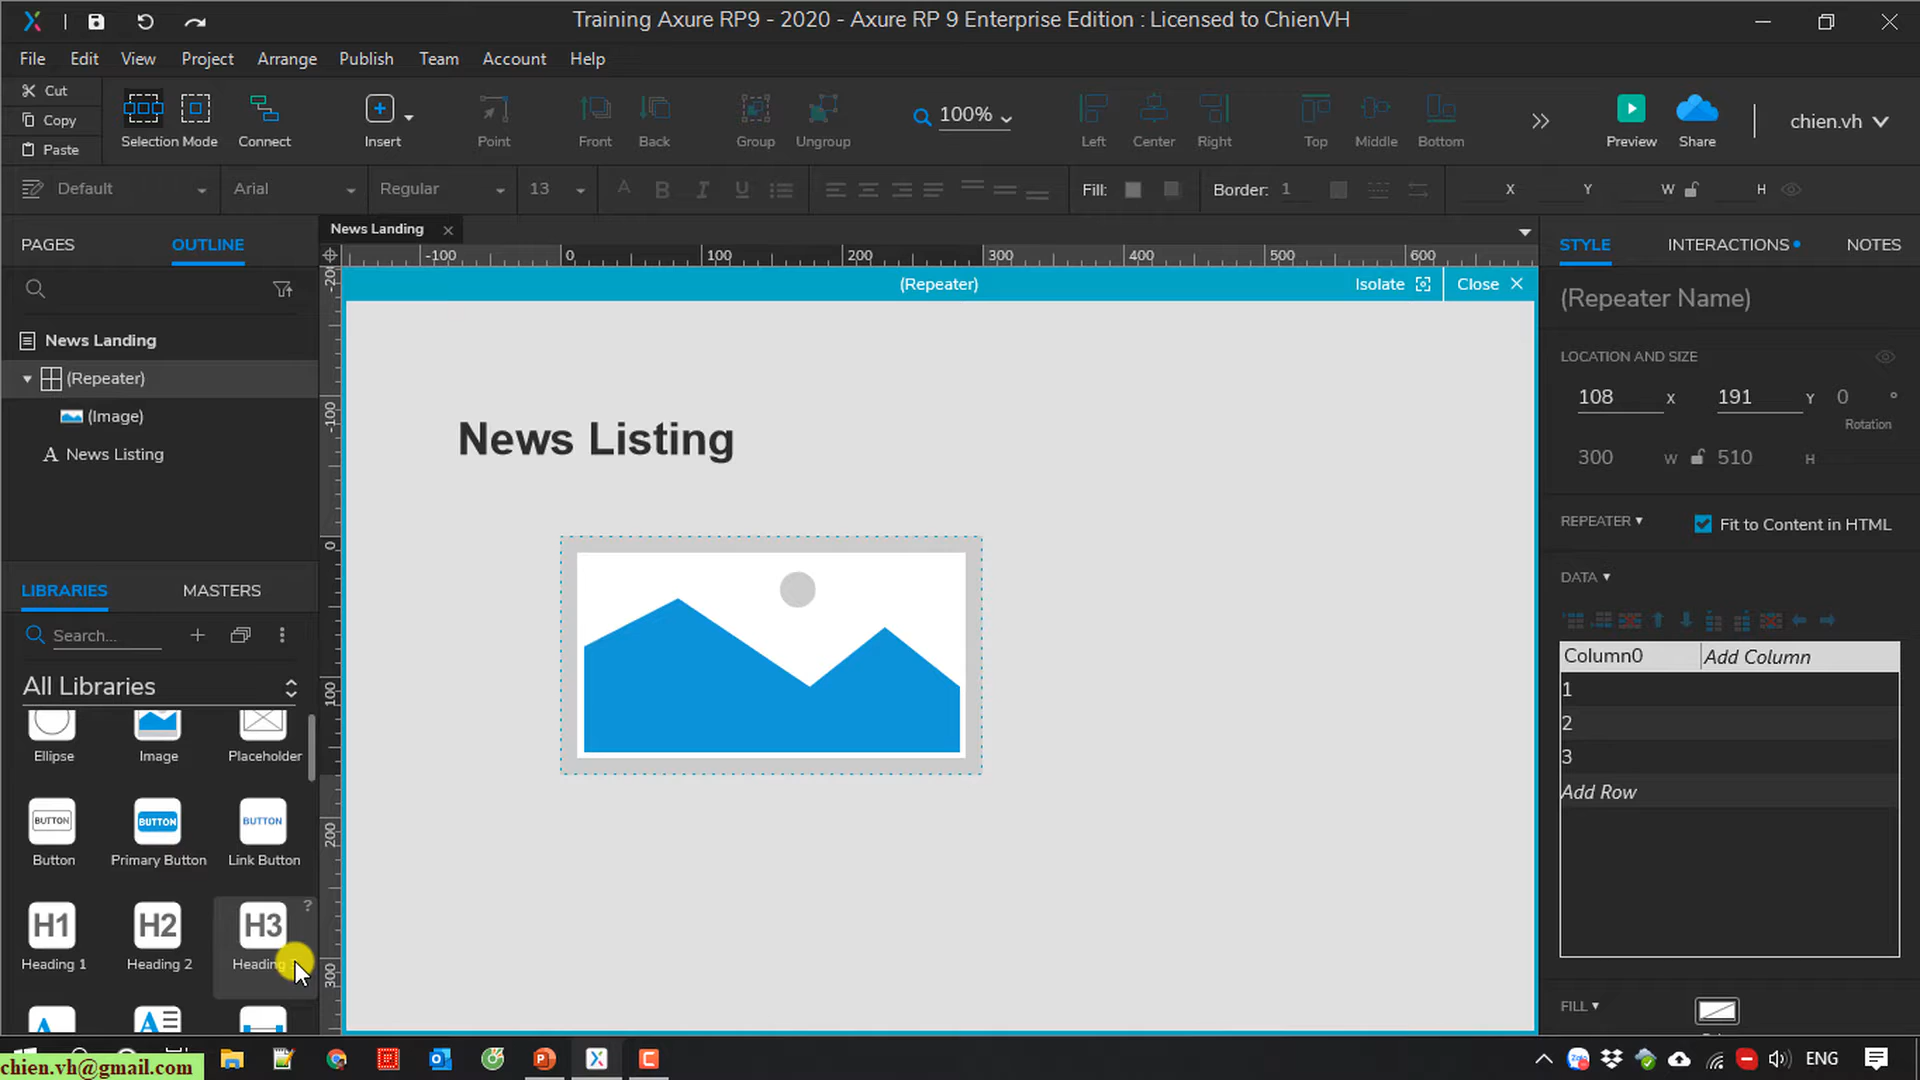 Training Axure RP9 - 2020 - Axure RP 9 Enterprise Edition : Licensed to ChienVH
File Edit View Project Arrange Publish Team Account Help
Cut
Copy
Paste
Selection Mode Connect Insert Point Front Back Group Ungroup 100% Left Center Right Top Middle Bottom Preview Share chien.vh
Default Arial Regular 13 Fill: Border: 1 X Y W H
PAGES OUTLINE
News Landing
-100 0 100 200 300 400 500 600
STYLE INTERACTIONS NOTES
(Repeater) Isolate Close
(Repeater Name)
News Landing
(Repeater)
(Image)
News Listing
LOCATION AND SIZE
108 X 191 Y 0 °
Rotation
300 W 510 H
REPEATER Fit to Content in HTML
DATA
Column0 Add Column
1
2
3
Add Row
FILL
News Listing
-100
0
100
200
300
LIBRARIES MASTERS
Search...
All Libraries
Ellipse Image Placeholder
BUTTON BUTTON BUTTON
Button Primary Button Link Button
H1 H2 H3
Heading 1 Heading 2 Heading
chien.vh@gmail.com
ENG